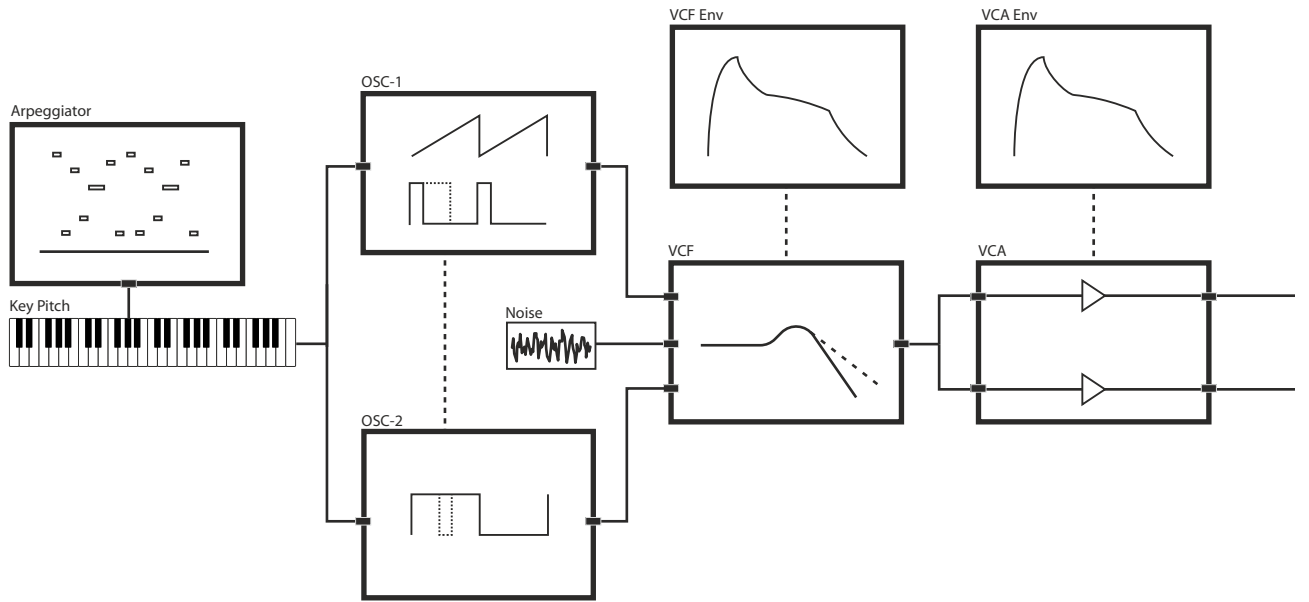 VCF Env
VCA Env
OSC-1
Arpeggiator
VCF
VCA
Key Pitch
Noise
OSC-2